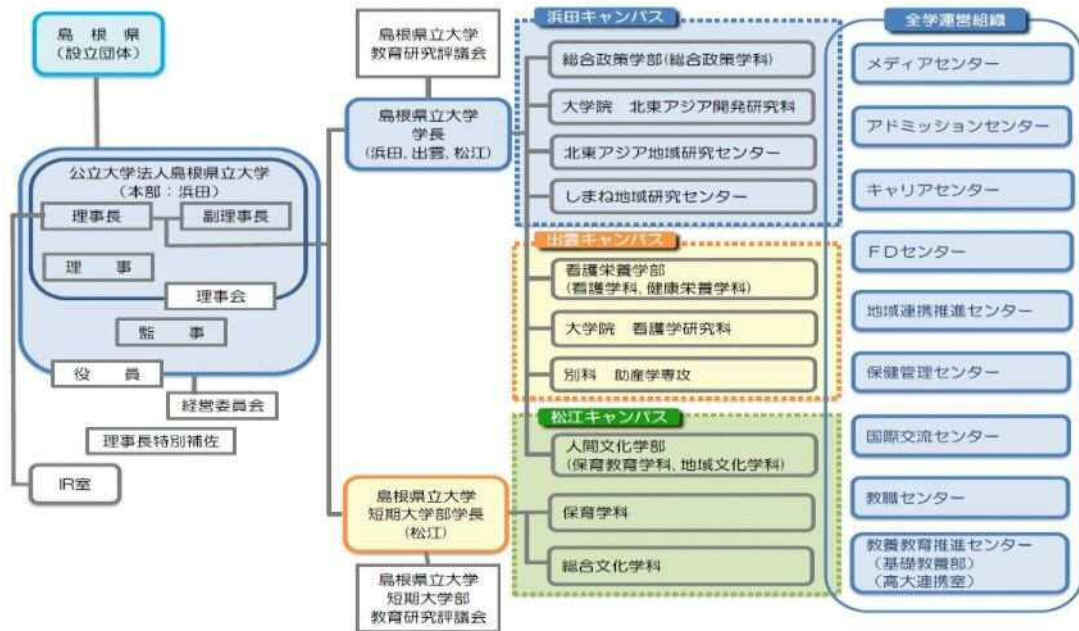 島根県
(設立団体)
公立大学法人島根県立大学
(本部:浜田)
理事長
副理事長
理事
理事会
監事
役員
経営委員会
理事長特別補佐
IR室
島根県立大学
教育研究評議会
島根県立大学
学長
(浜田、出雲、松江)
島根県立大学
短期大学部学長
(松江)
島根県立大学
短期大学部
教育研究評議会
浜田キャンパス
総合政策学部(総合政策学科)
大学院 北東アジア開発研究科
北東アジア地域研究センター
しまね地域研究センター
出雲キャンパス
看護栄養学部
(看護学科、健康栄養学科)
大学院 看護学研究科
別科 助産学専攻
松江キャンパス
人間文化学部
(保育教育学科、地域文化学科)
保育学科
総合文化学科
全学運営組織
メディアセンター
アドミッションセンター
キャリアセンター
FDセンター
地域連携推進センター
保健管理センター
国際交流センター
教職センター
教養教育推進センター
(基礎教養部)
(高大連携室)